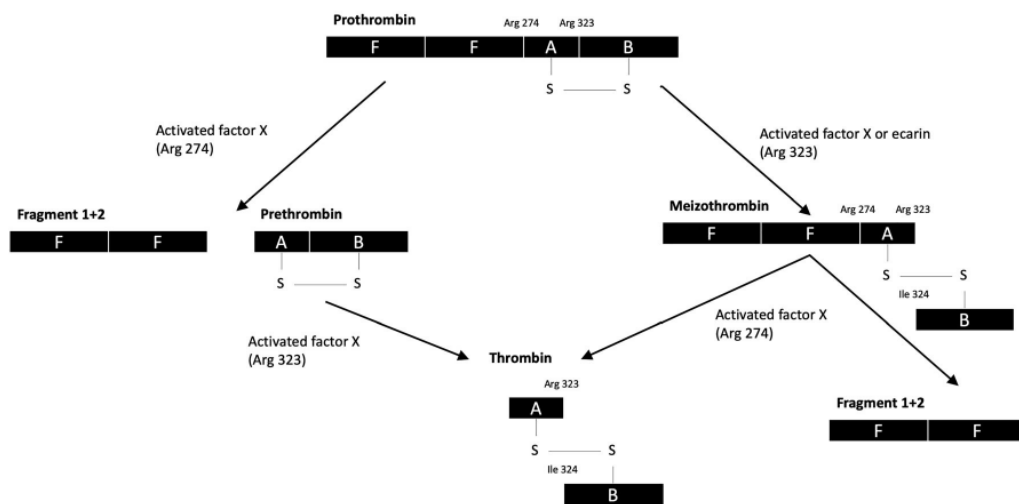 Prothrombin
Arg 274 Arg 323
F F A B
S S
Activated factor X
(Arg 274)
Activated factor X or ecarin
(Arg 323)
Fragment 1+2
F F
Prethrombin
A B
S S
Meizothrombin
Arg 274 Arg 323
F F A
S S
Ile 324
B
Activated factor X
(Arg 323)
Activated factor X
(Arg 274)
Thrombin
Arg 323
A
S S
Ile 324
B
Fragment 1+2
F F